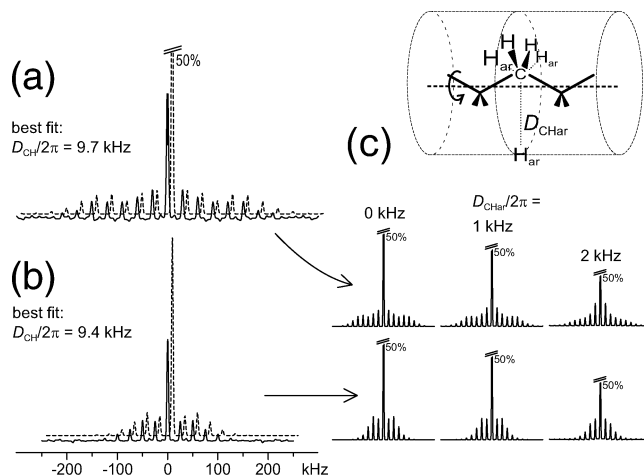 (a)
50%
best fit:
D_CH/2π = 9.7 kHz
(b)
best fit:
D_CH/2π = 9.4 kHz
-200 -100 0 100 200 kHz
(c)
H H
H_ar C H_ar
D_CHar
H_ar
D_CHar/2π =
0 kHz 1 kHz 2 kHz
50% 50% 50%
50% 50% 50%